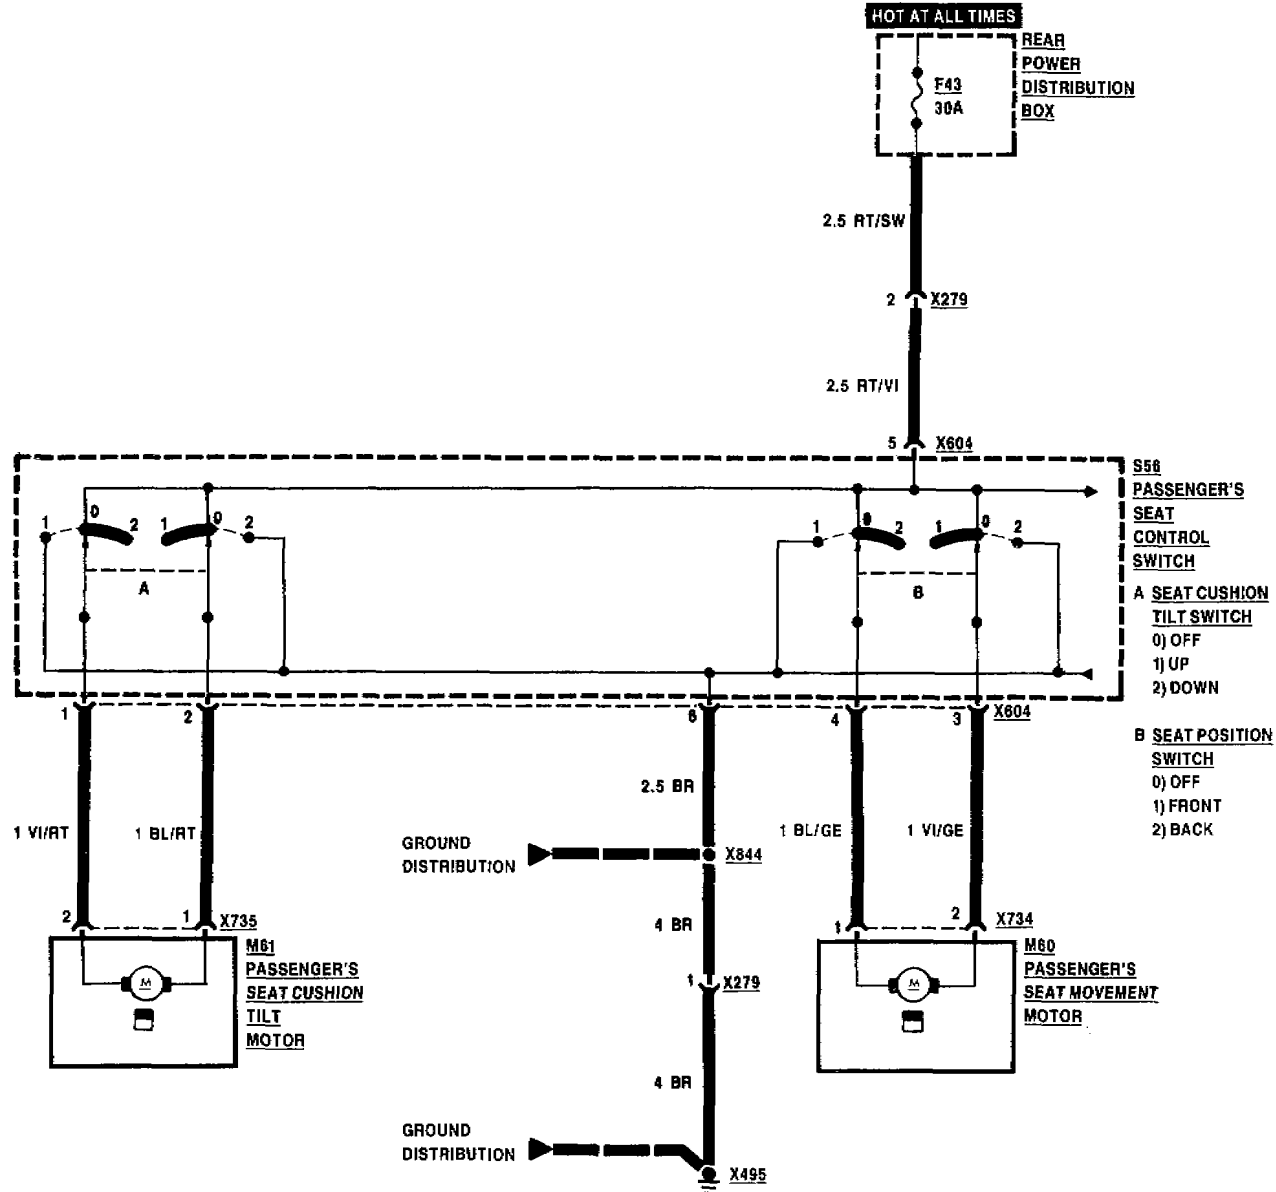 HOT AT ALL TIMES
REAR
POWER
DISTRIBUTION
BOX
F43
30A
2.5 RT/SW
2 X279
2.5 RT/VI
5 X604
S56
PASSENGER'S
SEAT
CONTROL
SWITCH
1 0 2 1 0 2
A
1 0 2 1 0 2
B
A SEAT CUSHION
TILT SWITCH
0) OFF
1) UP
2) DOWN
B SEAT POSITION
SWITCH
0) OFF
1) FRONT
2) BACK
1 2 6 4 3 X604
2.5 BR
1 VI/RT 1 BL/RT 1 BL/GE 1 VI/GE
GROUND
DISTRIBUTION
X844
4 BR
2 1 X735
1 2 X734
M61
PASSENGER'S
SEAT CUSHION
TILT
MOTOR
M
1 X279
M60
PASSENGER'S
SEAT MOVEMENT
MOTOR
M
4 BR
GROUND
DISTRIBUTION
X495